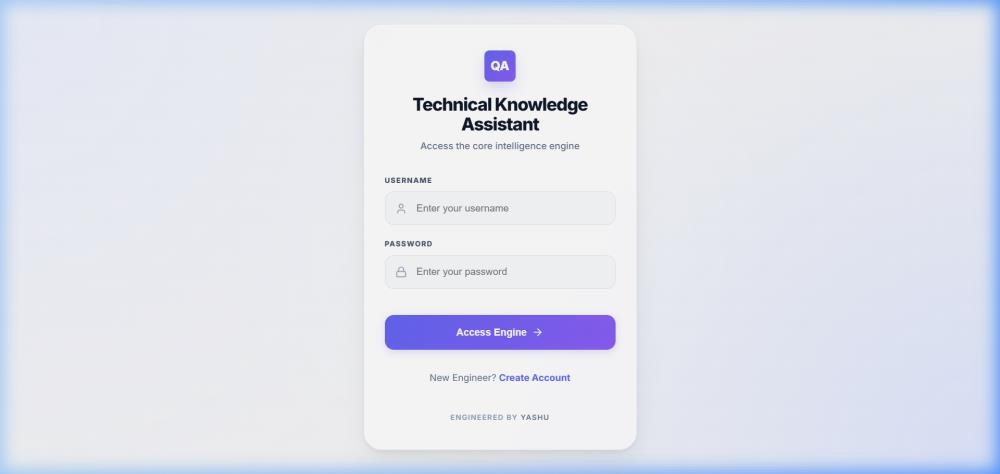 QA
Technical Knowledge
Assistant
Access the core intelligence engine
USERNAME
Enter your username
PASSWORD
Enter your password
Access Engine →
New Engineer? Create Account
ENGINEERED BY YASHU